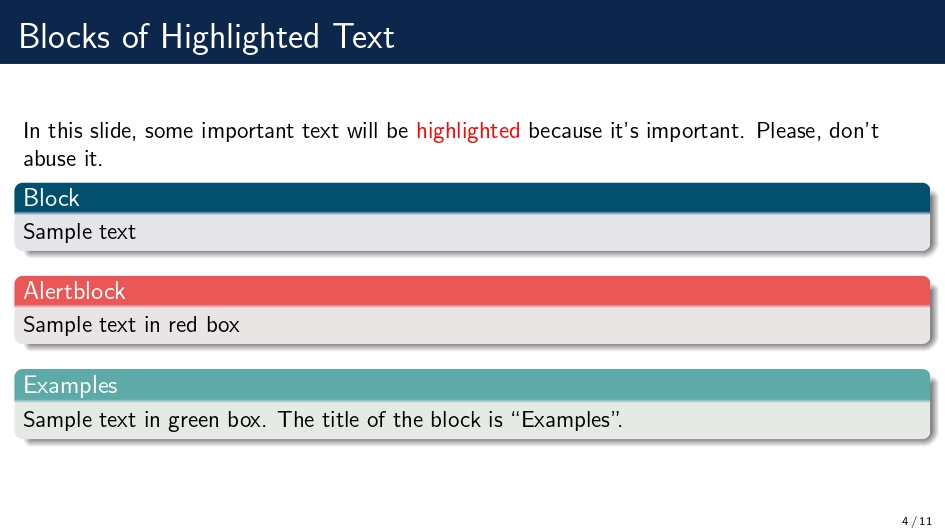 Blocks of Highlighted Text
In this slide, some important text will be highlighted because it's important. Please, don't
abuse it.
Block
Sample text
Alertblock
Sample text in red box
Examples
Sample text in green box. The title of the block is “Examples”.
4 / 11